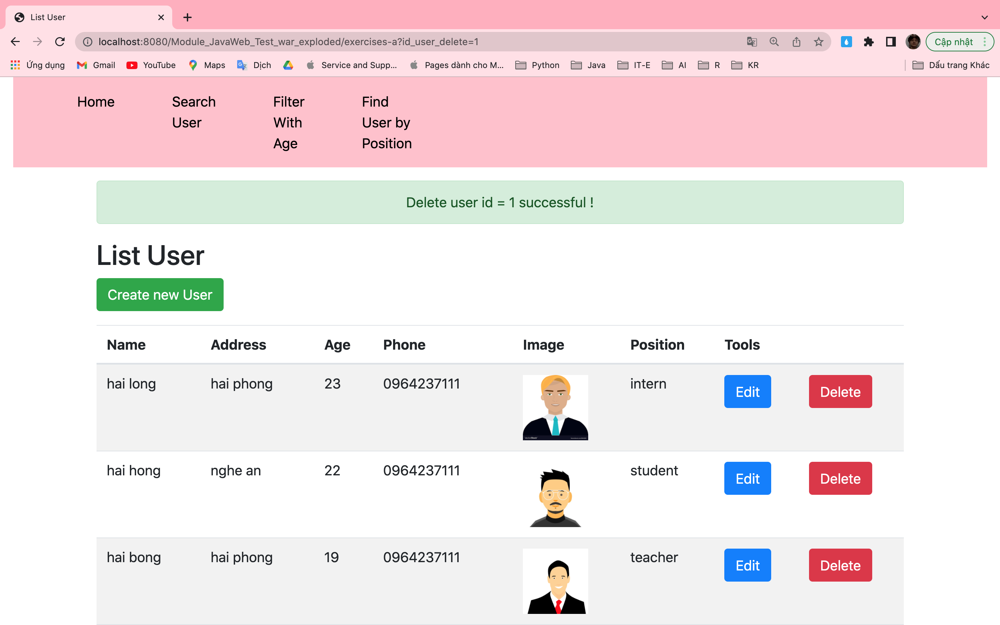 List User
localhost:8080/Module_JavaWeb_Test_war_exploded/exercises-a?id_user_delete=1
Cập nhật
Ứng dụng Gmail YouTube Maps Dịch Service and Supp... Pages dành cho M... Python Java IT-E AI R KR Dấu trang Khác
Home Search Filter Find
User With User by
Age Position
Delete user id = 1 successful !
List User
Create new User
Name Address Age Phone Image Position Tools
hai long hai phong 23 0964237111 intern Edit Delete
VectorStock
hai hong nghe an 22 0964237111 student Edit Delete
hai bong hai phong 19 0964237111 teacher Edit Delete